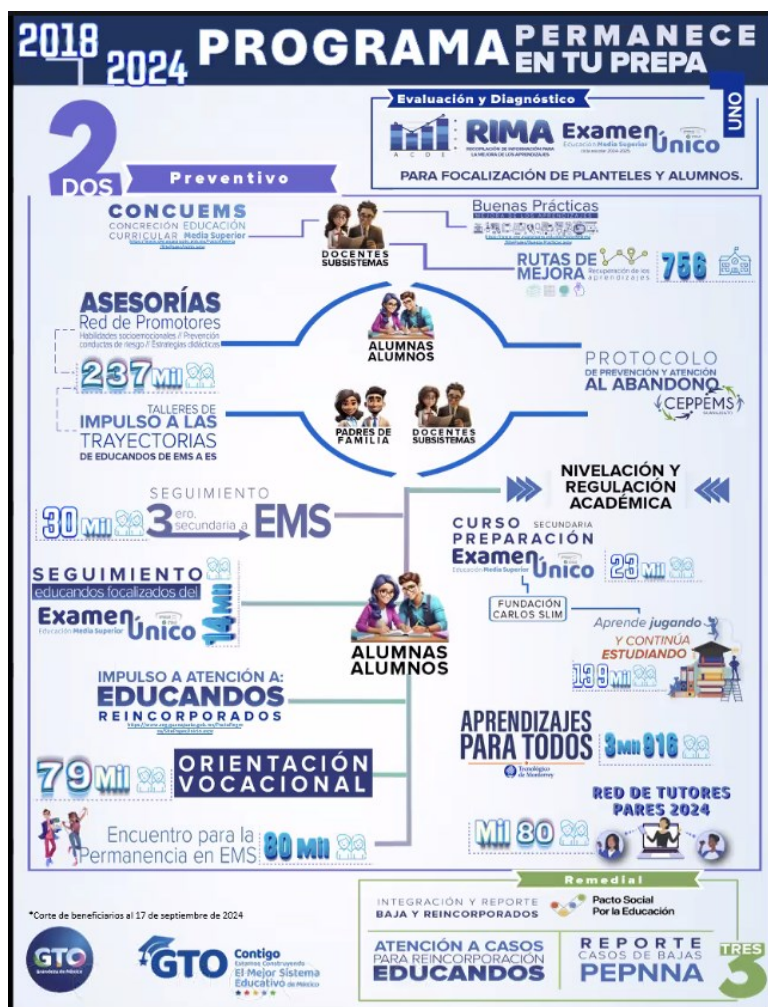 2018
2024
PROGRAMA
PERMANECE
EN TU PREPA
UNO
Evaluación y Diagnóstico
RIMA
RECOPILACIÓN DE INFORMACIÓN PARA
LA MEJORA DE LOS APRENDIZAJES
Examen
Educación Media Superior
Único
PARA FOCALIZACIÓN DE PLANTELES Y ALUMNOS.
2
DOS
Preventivo
CONCUEMS
CONCRECIÓN EDUCACIÓN
CURRICULAR Media Superior
DOCENTES
SUBSISTEMAS
Buenas Prácticas
MEJORA DE LOS APRENDIZAJES
RUTAS DE
MEJORA
Recuperación de los
aprendizajes
756
ASESORÍAS
Red de Promotores
Habilidades socioemocionales // Prevención
conductas de riesgo // Estrategias didácticas
237 Mil
ALUMNAS
ALUMNOS
PROTOCOLO
DE PREVENCIÓN Y ATENCIÓN
AL ABANDONO
CEPPEMS
TALLERES DE
IMPULSO A LAS
TRAYECTORIAS
DE EDUCANDOS DE EMS A ES
PADRES DE
FAMILIA
DOCENTES
SUBSISTEMAS
NIVELACIÓN Y
REGULACIÓN
ACADÉMICA
SEGUIMIENTO
30 Mil
3 ero.
secundaria a
EMS
CURSO SECUNDARIA
PREPARACIÓN
Examen
Educación Media Superior
Único
23 Mil
SEGUIMIENTO
educandos focalizados del
Examen
Educación Media Superior
Único
14 Mil
FUNDACIÓN
CARLOS SLIM
Aprende jugando
Y CONTINÚA
ESTUDIANDO
139 Mil
ALUMNAS
ALUMNOS
IMPULSO A ATENCIÓN A:
EDUCANDOS
REINCORPORADOS
APRENDIZAJES
PARA TODOS
Tecnológico
de Monterrey
3 Mil 916
79 Mil
ORIENTACIÓN
VOCACIONAL
RED DE TUTORES
PARES 2024
Mil 80
Encuentro para la
Permanencia en EMS
80 Mil
Remedial
INTEGRACIÓN Y REPORTE
BAJA Y REINCORPORADOS
Pacto Social
Por la Educación
*Corte de beneficiarios al 17 de septiembre de 2024
ATENCIÓN A CASOS
PARA REINCORPORACIÓN
EDUCANDOS
REPORTE
CASOS DE BAJAS
PEPNNA
TRES
3
GTO
Grandeza de México
GTO
Contigo
Estamos Construyendo
El Mejor Sistema
Educativo de México